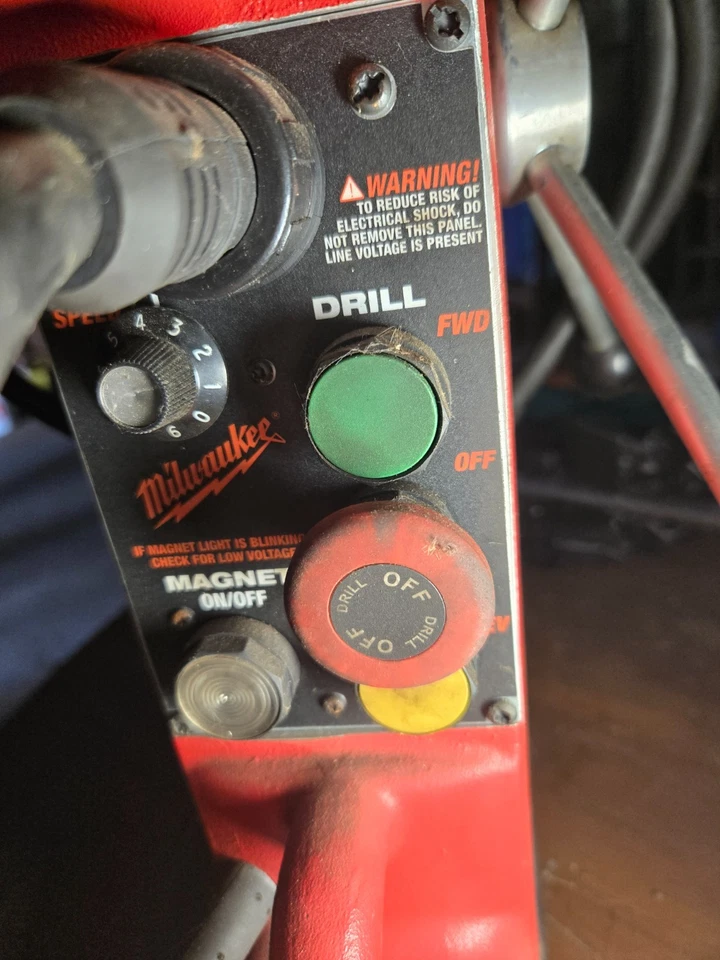 WARNING!
TO REDUCE RISK OF
ELECTRICAL SHOCK, DO
NOT REMOVE THIS PANEL.
LINE VOLTAGE IS PRESENT
DRILL
FWD
5 4 3 2 1 0 6
Milwaukee
OFF
IF MAGNET LIGHT IS BLINKING
CHECK FOR LOW VOLTAGE
MAGNET
ON/OFF
DRILL OFF
DRILL OFF